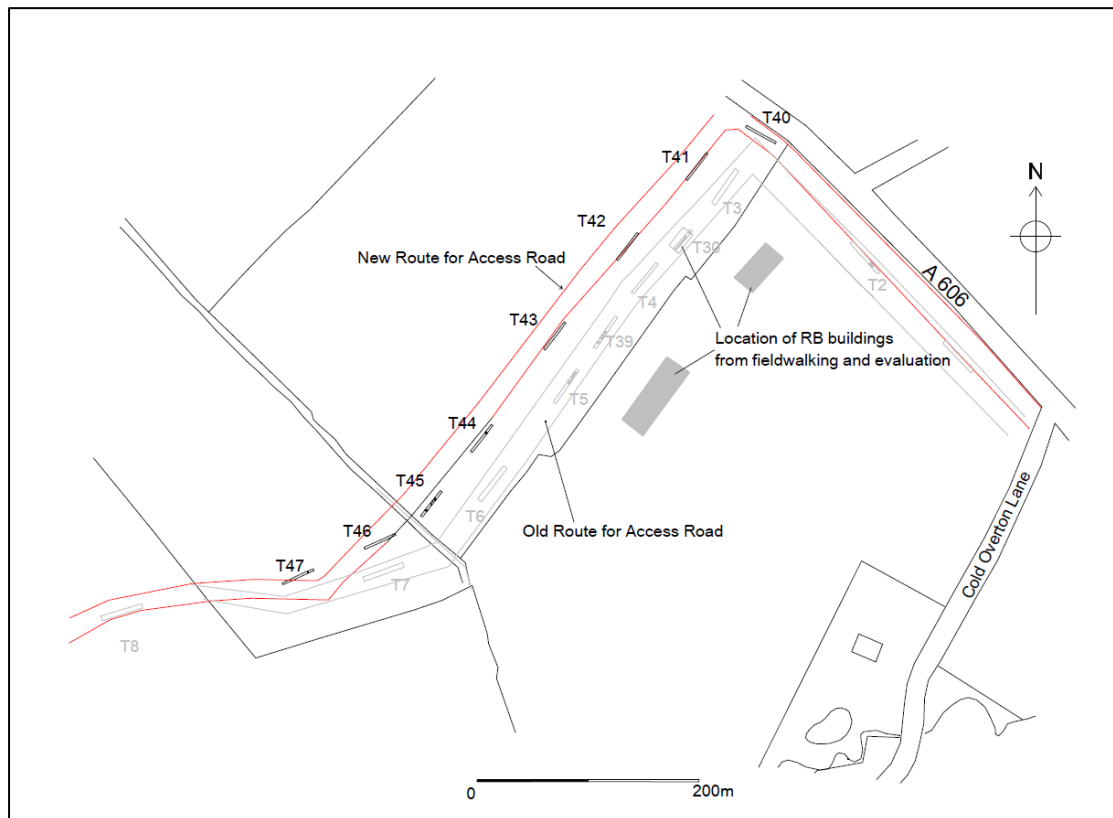 T40
T41
T3
N
T42
T30
New Route for Access Road
T4
T2
A 606
T43
T39
Location of RB buildings
from fieldwalking and evaluation
T5
T44
T45
T6
Old Route for Access Road
T46
T47
T7
Cold Overton Lane
T8
0
200m